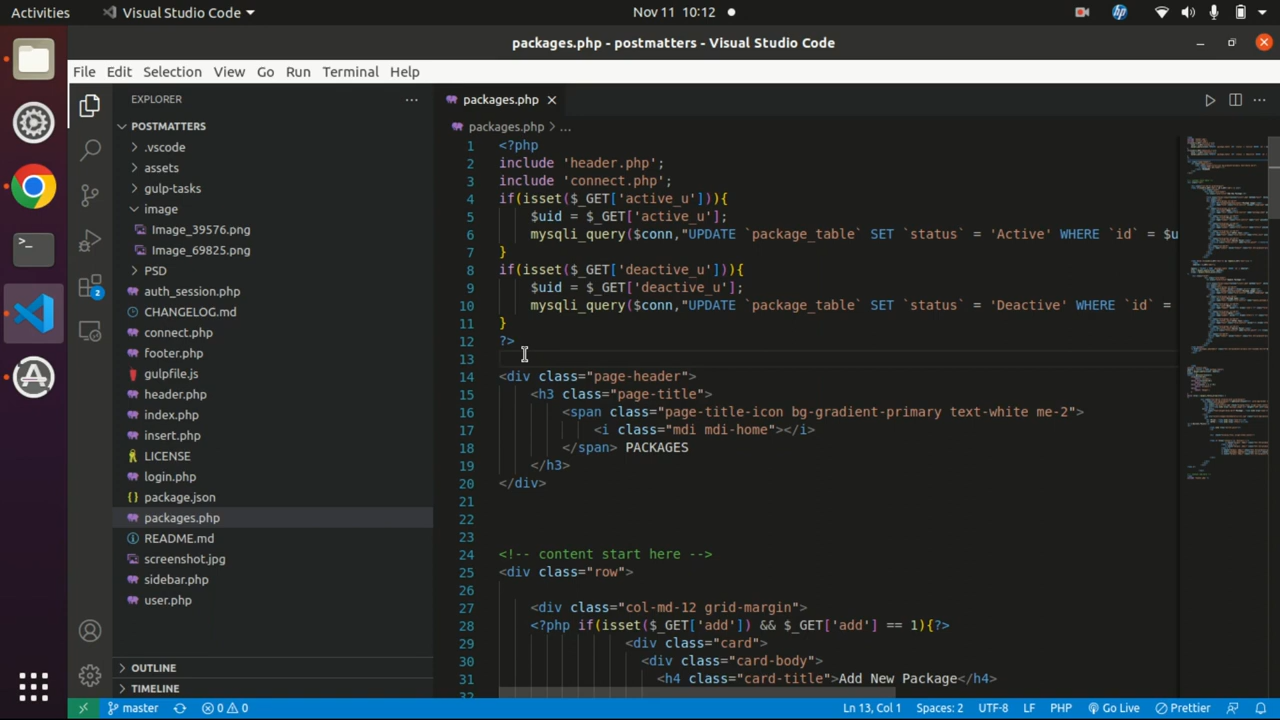 Activities
Visual Studio Code
Nov 11 10:12
packages.php - postmatters - Visual Studio Code
File Edit Selection View Go Run Terminal Help
EXPLORER
POSTMATTERS
.vscode
assets
gulp-tasks
image
Image_39576.png
Image_69825.png
PSD
auth_session.php
CHANGELOG.md
connect.php
footer.php
gulpfile.js
header.php
index.php
insert.php
LICENSE
login.php
package.json
packages.php
README.md
screenshot.jpg
sidebar.php
user.php
OUTLINE
TIMELINE
2
packages.php
packages.php > ...
1 <?php
2 include 'header.php';
3 include 'connect.php';
4 if(isset($_GET['active_u'])){
5 $uid = $_GET['active_u'];
6 mysqli_query($conn,"UPDATE `package_table` SET `status` = 'Active' WHERE `id` = $u
7 }
8 if(isset($_GET['deactive_u'])){
9 $uid = $_GET['deactive_u'];
10 mysqli_query($conn,"UPDATE `package_table` SET `status` = 'Deactive' WHERE `id` =
11 }
12 ?>
13
14 <div class="page-header">
15 <h3 class="page-title">
16 <span class="page-title-icon bg-gradient-primary text-white me-2">
17 <i class="mdi mdi-home"></i>
18 </span> PACKAGES
19 </h3>
20 </div>
21
22
23
24 <!-- content start here -->
25 <div class="row">
26
27 <div class="col-md-12 grid-margin">
28 <?php if(isset($_GET['add']) && $_GET['add'] == 1){?>
29 <div class="card">
30 <div class="card-body">
31 <h4 class="card-title">Add New Package</h4>
32
master 0 0 Ln 13, Col 1 Spaces: 2 UTF-8 LF PHP Go Live Prettier